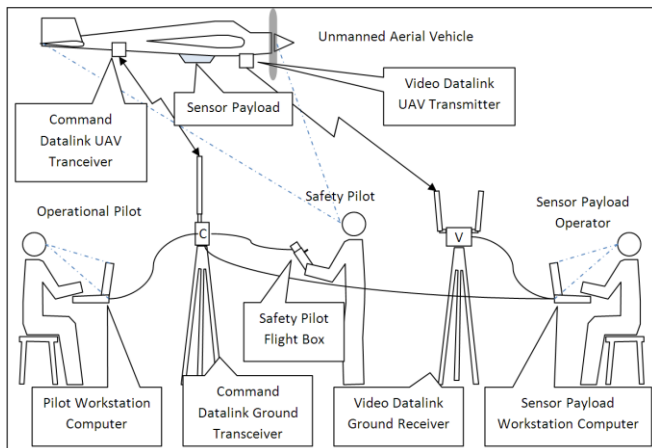 Unmanned Aerial Vehicle
Command
Datalink UAV
Tranceiver
Sensor Payload
Video Datalink
UAV Transmitter
Operational Pilot
Safety Pilot
Sensor Payload
Operator
C
V
Safety Pilot
Flight Box
Pilot Workstation
Computer
Command
Datalink Ground
Transceiver
Video Datalink
Ground Receiver
Sensor Payload
Workstation Computer